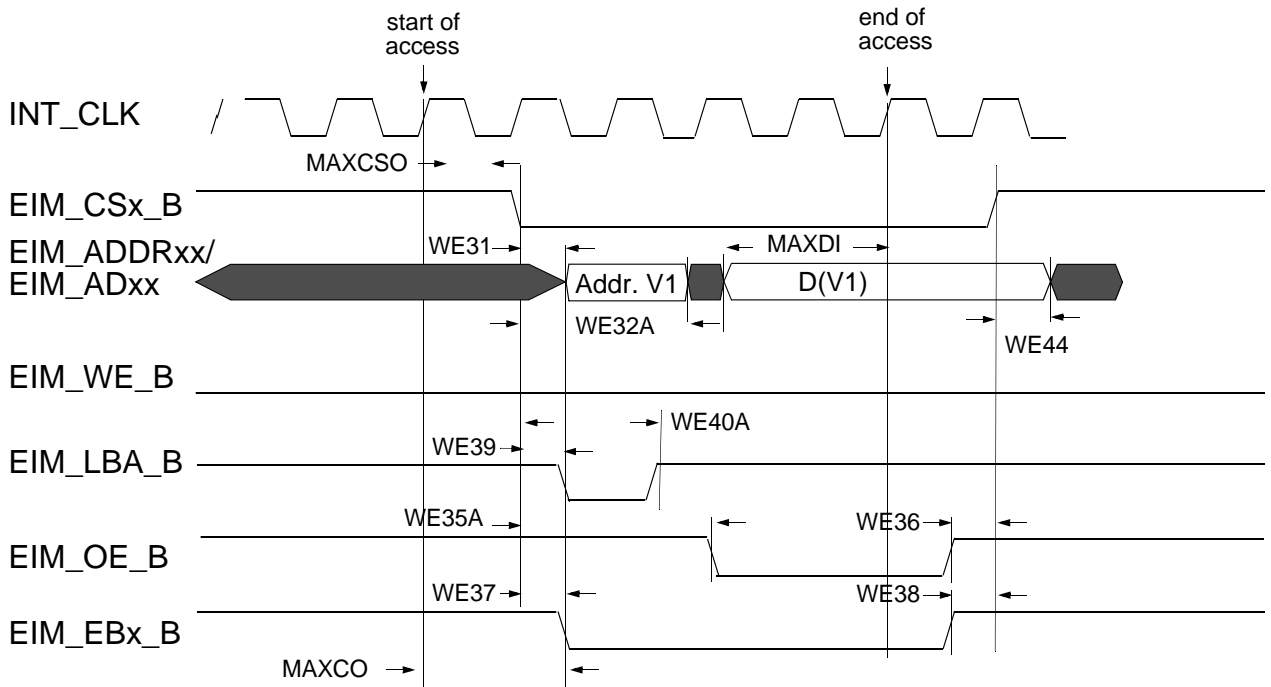 start of
access
end of
access
INT_CLK
MAXCSO
EIM_CSx_B
EIM_ADDRxx/
EIM_ADxx
WE31
MAXDI
Addr. V1
D(V1)
WE32A
WE44
EIM_WE_B
WE40A
WE39
EIM_LBA_B
WE35A
WE36
EIM_OE_B
WE37
WE38
EIM_EBx_B
MAXCO